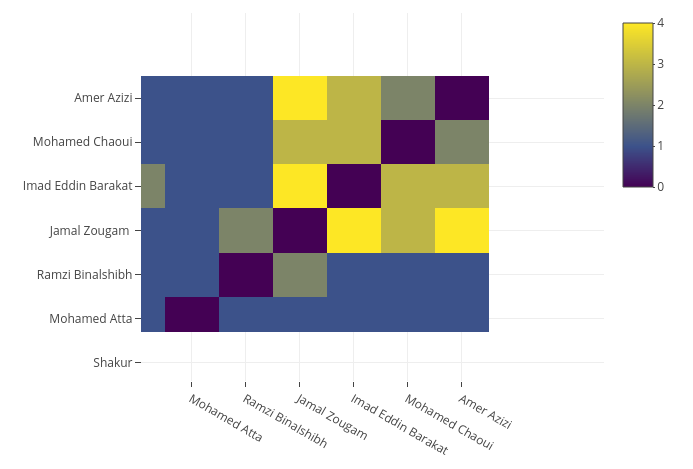 4
3
2
1
0
Amer Azizi
Mohamed Chaoui
Imad Eddin Barakat
Jamal Zougam
Ramzi Binalshibh
Mohamed Atta
Shakur
Mohamed Atta
Ramzi Binalshibh
Jamal Zougam
Imad Eddin Barakat
Mohamed Chaoui
Amer Azizi